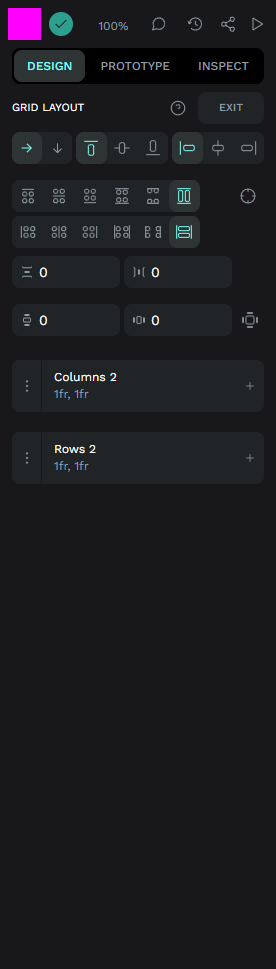 100%
DESIGN PROTOTYPE INSPECT
GRID LAYOUT EXIT
0 0
0 0
Columns 2
1fr, 1fr
Rows 2
1fr, 1fr